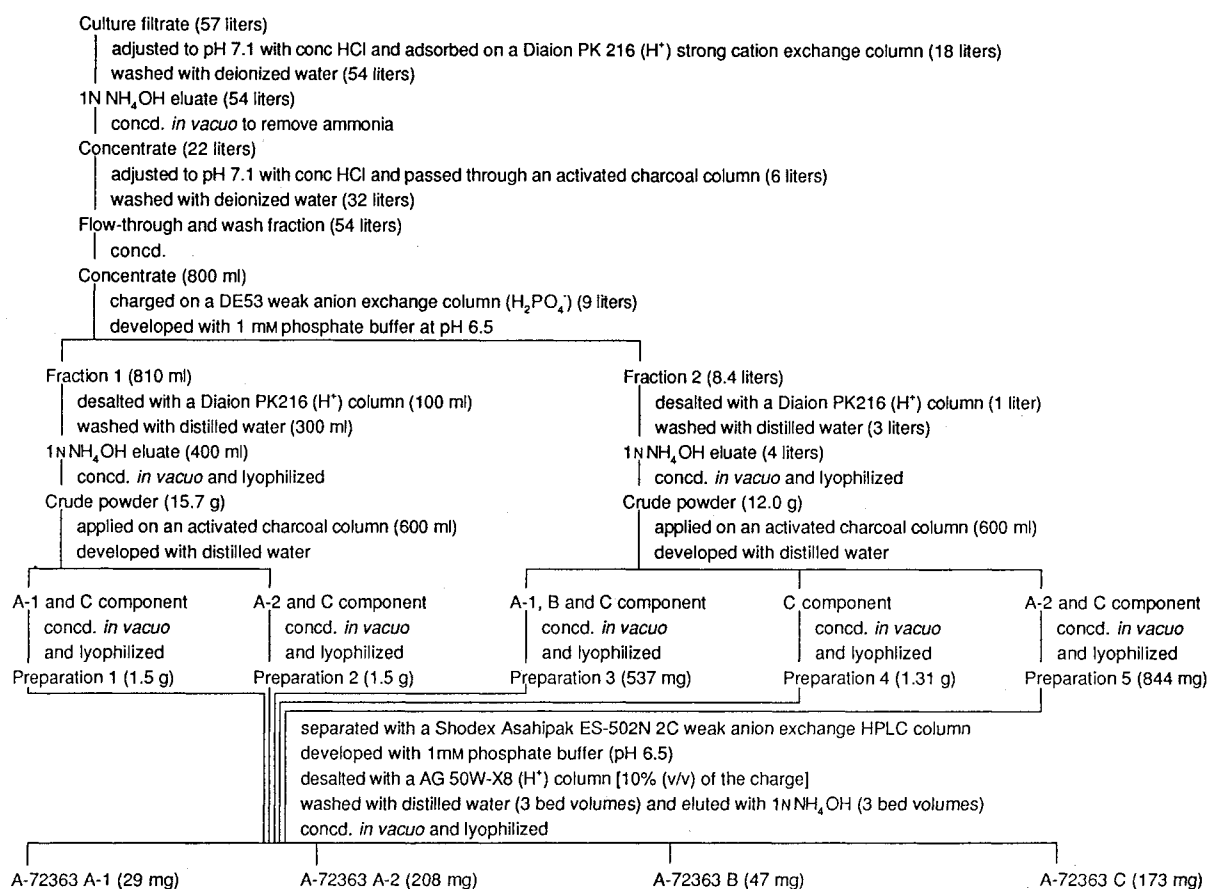 Culture filtrate (57 liters)
adjusted to pH 7.1 with conc HCl and adsorbed on a Diaion PK 216 (H⁺) strong cation exchange column (18 liters)
washed with deionized water (54 liters)
1N NH₄OH eluate (54 liters)
concd. in vacuo to remove ammonia
Concentrate (22 liters)
adjusted to pH 7.1 with conc HCl and passed through an activated charcoal column (6 liters)
washed with deionized water (32 liters)
Flow-through and wash fraction (54 liters)
concd.
Concentrate (800 ml)
charged on a DE53 weak anion exchange column (H₂PO₄⁻) (9 liters)
developed with 1 mM phosphate buffer at pH 6.5
Fraction 1 (810 ml)
desalted with a Diaion PK216 (H⁺) column (100 ml)
washed with distilled water (300 ml)
1N NH₄OH eluate (400 ml)
concd. in vacuo and lyophilized
Crude powder (15.7 g)
applied on an activated charcoal column (600 ml)
developed with distilled water
Fraction 2 (8.4 liters)
desalted with a Diaion PK216 (H⁺) column (1 liter)
washed with distilled water (3 liters)
1N NH₄OH eluate (4 liters)
concd. in vacuo and lyophilized
Crude powder (12.0 g)
applied on an activated charcoal column (600 ml)
developed with distilled water
A-1 and C component
concd. in vacuo
and lyophilized
Preparation 1 (1.5 g)
A-2 and C component
concd. in vacuo
and lyophilized
Preparation 2 (1.5 g)
A-1, B and C component
concd. in vacuo
and lyophilized
Preparation 3 (537 mg)
C component
concd. in vacuo
and lyophilized
Preparation 4 (1.31 g)
A-2 and C component
concd. in vacuo
and lyophilized
Preparation 5 (844 mg)
separated with a Shodex Asahipak ES-502N 2C weak anion exchange HPLC column
developed with 1mM phosphate buffer (pH 6.5)
desalted with a AG 50W-X8 (H⁺) column [10% (v/v) of the charge]
washed with distilled water (3 bed volumes) and eluted with 1N NH₄OH (3 bed volumes)
concd. in vacuo and lyophilized
A-72363 A-1 (29 mg)
A-72363 A-2 (208 mg)
A-72363 B (47 mg)
A-72363 C (173 mg)